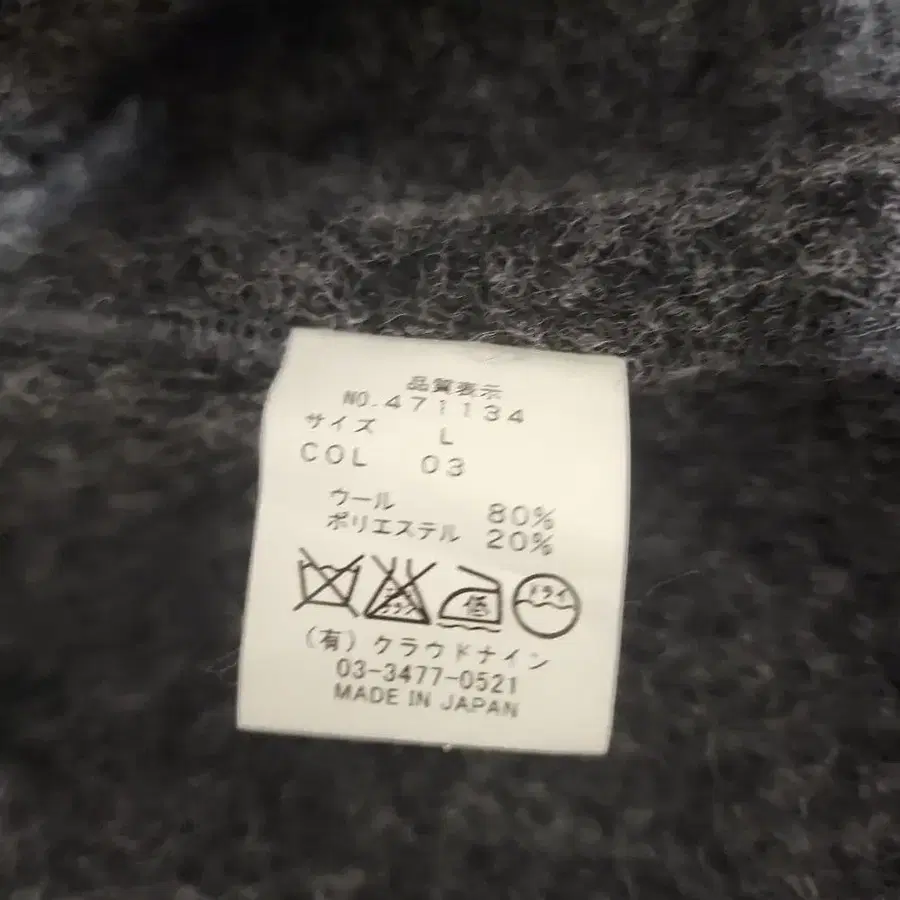 品質表示
NO.471134
サイズ L
COL 03
ウール 80%
ポリエステル 20%
低 ドライ
(有)クラウドナイン
03-3477-0521
MADE IN JAPAN